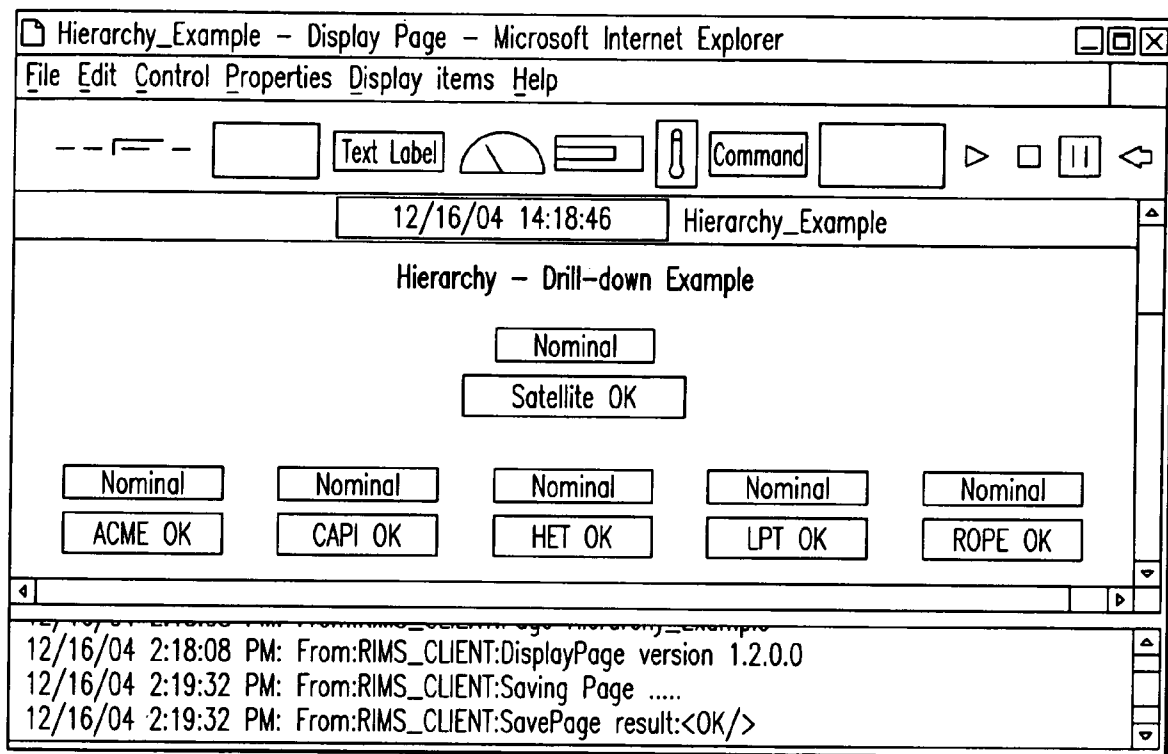 Hierarchy_Example – Display Page – Microsoft Internet Explorer
File Edit Control Properties Display items Help
Text Label Command
12/16/04 14:18:46 Hierarchy_Example
Hierarchy – Drill-down Example
Nominal
Satellite OK
Nominal Nominal Nominal Nominal Nominal
ACME OK CAPI OK HET OK LPT OK ROPE OK
12/16/04 2:18:08 PM: From:RIMS_CLIENT:DisplayPage version 1.2.0.0
12/16/04 2:19:32 PM: From:RIMS_CLIENT:Saving Page .....
12/16/04 2:19:32 PM: From:RIMS_CLIENT:SavePage result:<OK/>